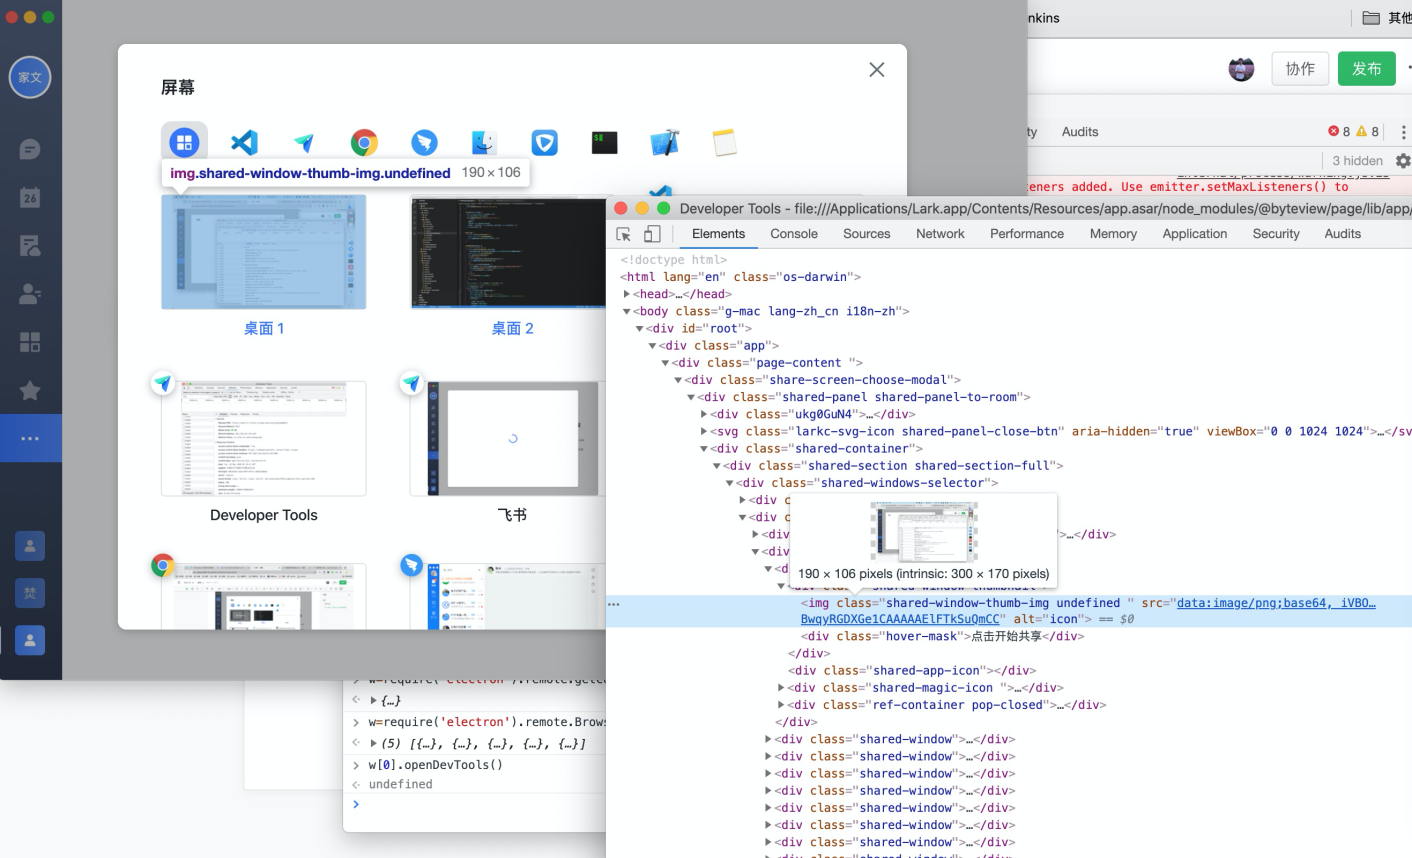 nkins
其他
家文
屏幕
协作
发布
ty
Audits
8
8
3 hidden
teners added. Use emitter.setMaxListeners() to
26
img.shared-window-thumb-img.undefined 190 × 106
桌面 1
桌面 2
Developer Tools
飞书
梵
Developer Tools - file:///Applications/Lark.app/Contents/Resources/app.asar/node_modules/@byteview/page/lib/app/
Elements Console Sources Network Performance Memory Application Security Audits
<!doctype html>
<html lang="en" class="os-darwin">
<head>…</head>
<body class="g-mac lang-zh_cn i18n-zh">
<div id="root">
<div class="app">
<div class="page-content ">
<div class="share-screen-choose-modal">
<div class="shared-panel shared-panel-to-room">
<div class="ukg0GuN4">…</div>
<svg class="larkc-svg-icon shared-panel-close-btn" aria-hidden="true" viewBox="0 0 1024 1024">…</sv
<div class="shared-container">
<div class="shared-section shared-section-full">
<div class="shared-windows-selector">
<div c
<div
<div …></div>
<div
<d
190 × 106 pixels (intrinsic: 300 × 170 pixels)
<div class="shared-window-thumbnail">
<img class="shared-window-thumb-img undefined " src="data:image/png;base64, iVBO…
BwqyRGDXGe1CAAAAAElFTkSuQmCC" alt="icon"> == $0
<div class="hover-mask">点击开始共享</div>
</div>
<div class="shared-app-icon"></div>
<div class="shared-magic-icon ">…</div>
<div class="ref-container pop-closed">…</div>
</div>
<div class="shared-window">…</div>
<div class="shared-window">…</div>
<div class="shared-window">…</div>
<div class="shared-window">…</div>
<div class="shared-window">…</div>
<div class="shared-window">…</div>
<div class="shared-window">…</div>
{…}
w=require('electron').remote.Brows
(5) [{…}, {…}, {…}, {…}, {…}]
w[0].openDevTools()
undefined